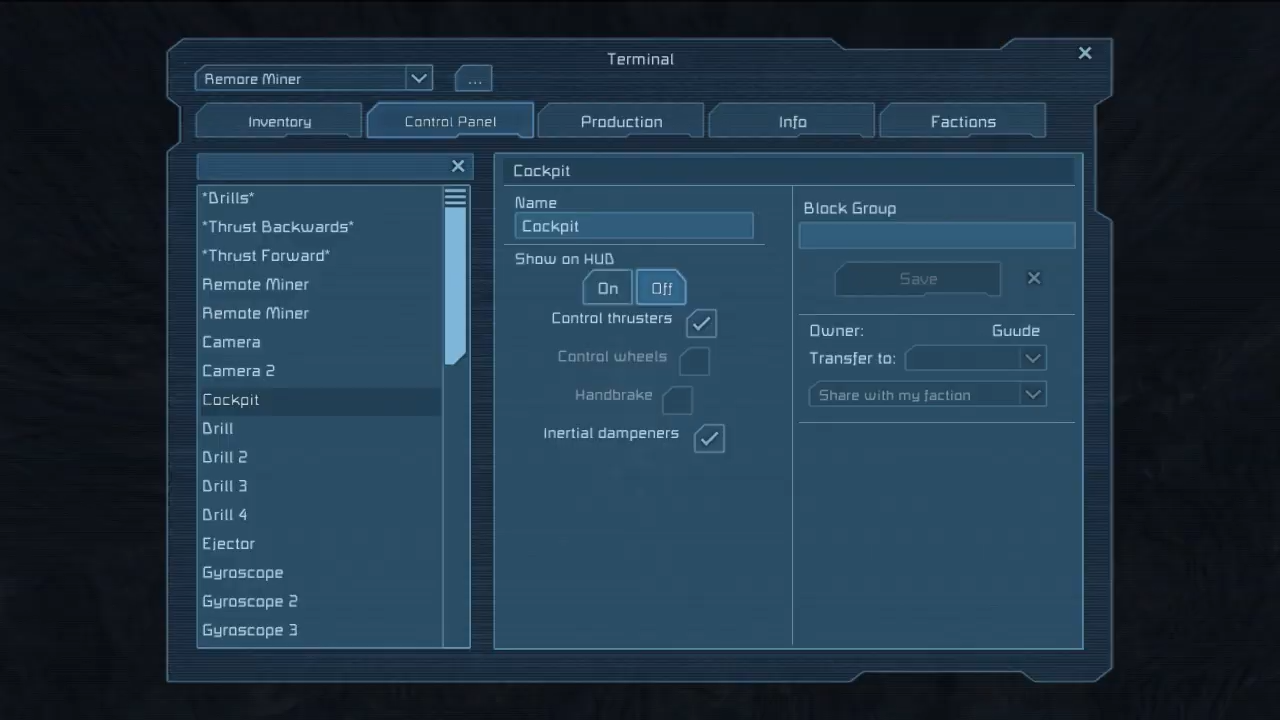 Terminal
Remore Miner
...
Inventory
Control Panel
Production
Info
Factions
*Drills*
*Thrust Backwards*
*Thrust Forward*
Remote Miner
Remote Miner
Camera
Camera 2
Cockpit
Drill
Drill 2
Drill 3
Drill 4
Ejector
Gyroscope
Gyroscope 2
Gyroscope 3
Cockpit
Name
Cockpit
Show on HUD
On
Off
Control thrusters
Control wheels
Handbrake
Inertial dampeners
Block Group
Save
Owner: Guude
Transfer to:
Share with my faction